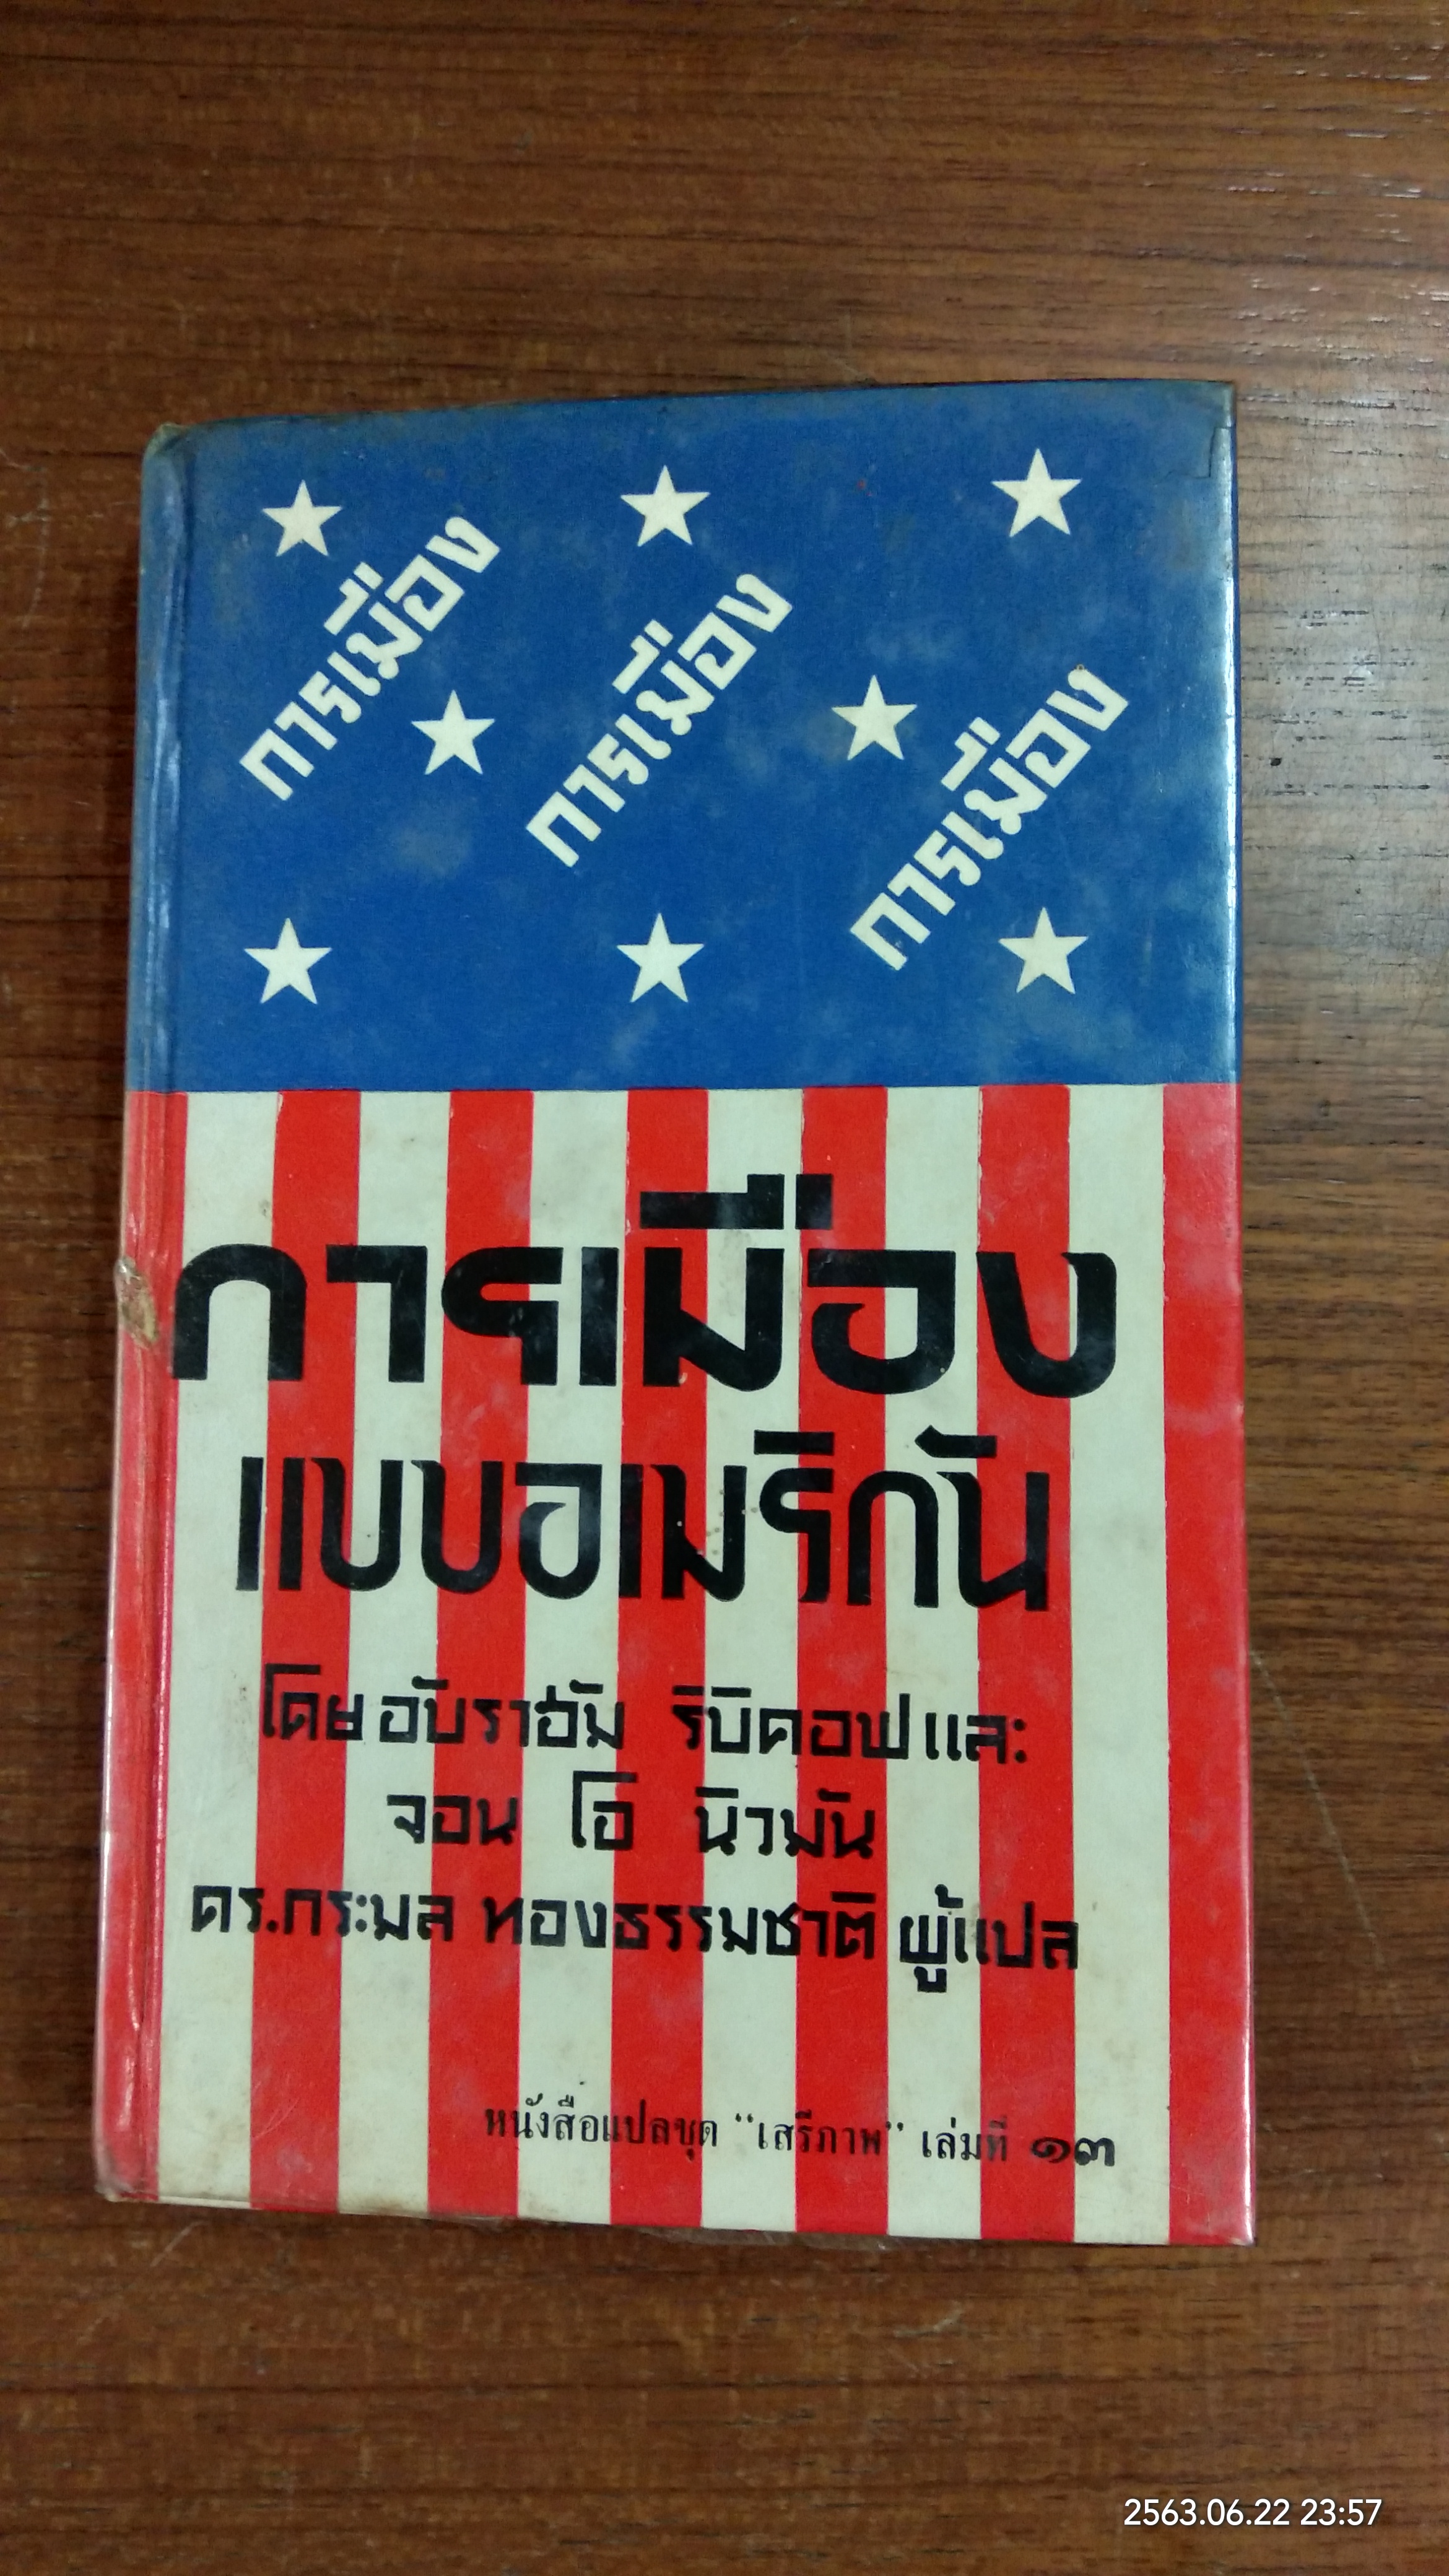 การเมือง
การเมือง
การเมือง
การเมือง
แบบอเมริกัน
โดยอับราฮัม ริบิคอฟและ
จอน โอ นิวมัน
ดร.กระมล ทองธรรมชาติ ผู้แปล
หนังสือแปลชุด “เสรีภาพ” เล่มที่ ๑๓
2563.06.22 23:57